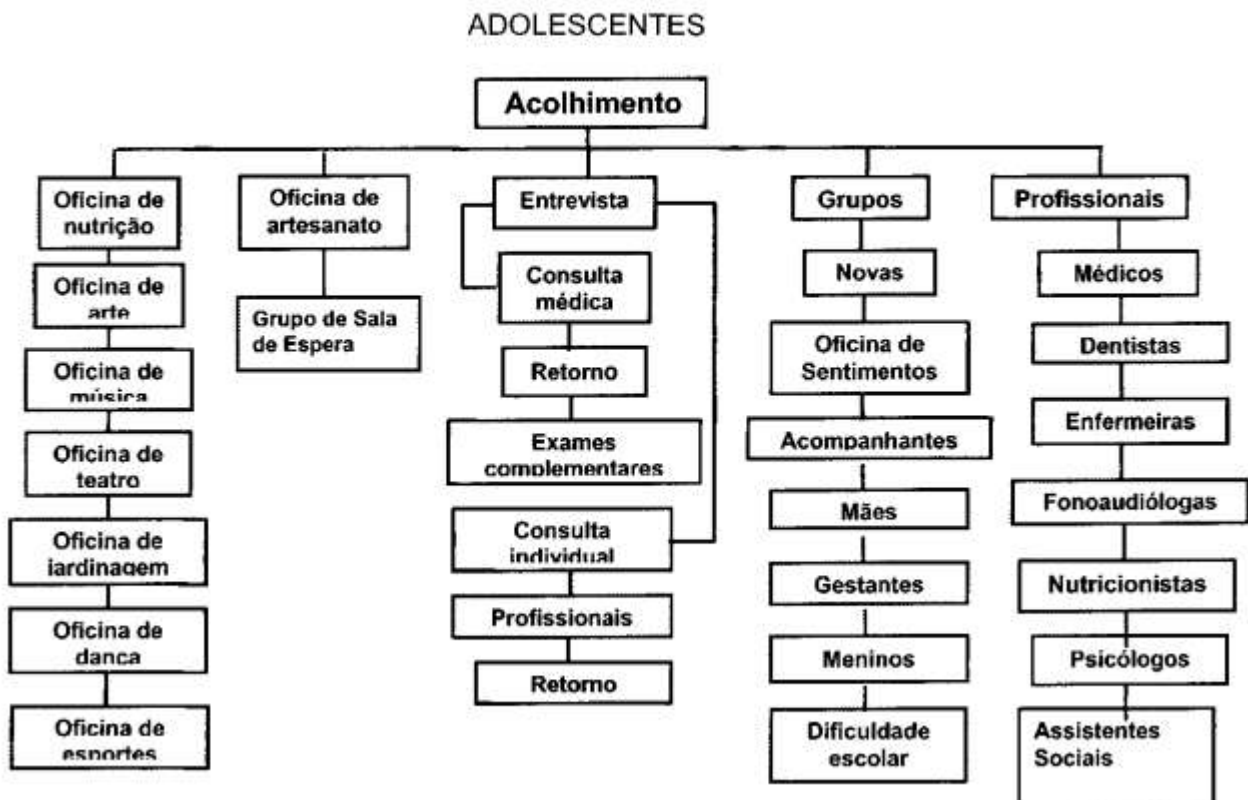 ADOLESCENTES
Acolhimento
Oficina de
nutrição
Oficina de
arte
Oficina de
música
Oficina de
teatro
Oficina de
jardinagem
Oficina de
dança
Oficina de
esportes
Oficina de
artesanato
Grupo de Sala
de Espera
Entrevista
Consulta
médica
Retorno
Exames
complementares
Consulta
individual
Profissionais
Retorno
Grupos
Novas
Oficina de
Sentimentos
Acompanhantes
Mães
Gestantes
Meninos
Dificuldade
escolar
Profissionais
Médicos
Dentistas
Enfermeiras
Fonoaudiólogas
Nutricionistas
Psicólogos
Assistentes
Sociais